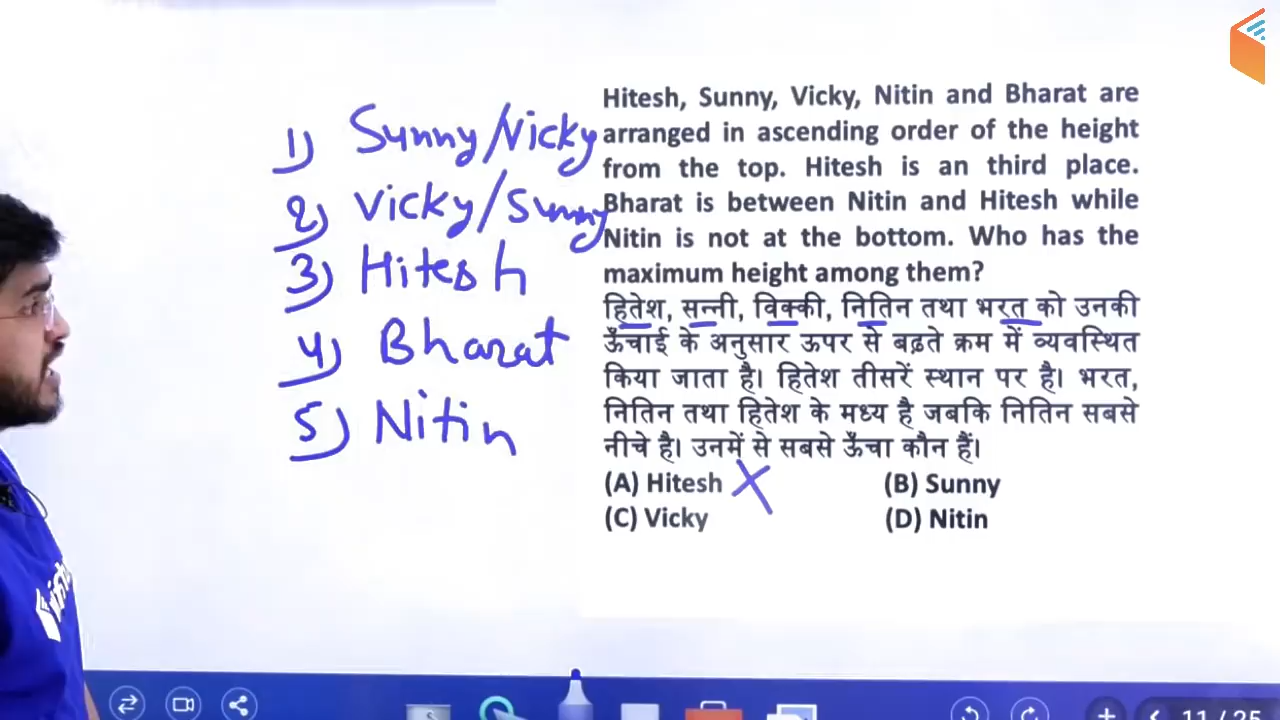 1) Sunny/Vicky
2) Vicky/Sunny
3) Hitesh
4) Bharat
5) Nitin
Hitesh, Sunny, Vicky, Nitin and Bharat are
arranged in ascending order of the height
from the top. Hitesh is an third place.
Bharat is between Nitin and Hitesh while
Nitin is not at the bottom. Who has the
maximum height among them?
हितेश, सन्नी, विक्की, नितिन तथा भरत को उनकी
ऊँचाई के अनुसार ऊपर से बढ़ते क्रम में व्यवस्थित
किया जाता है। हितेश तीसरें स्थान पर है। भरत,
नितिन तथा हितेश के मध्य है जबकि नितिन सबसे
नीचे है। उनमें से सबसे ऊँचा कौन हैं।
(A) Hitesh (B) Sunny
(C) Vicky (D) Nitin
11 / 25